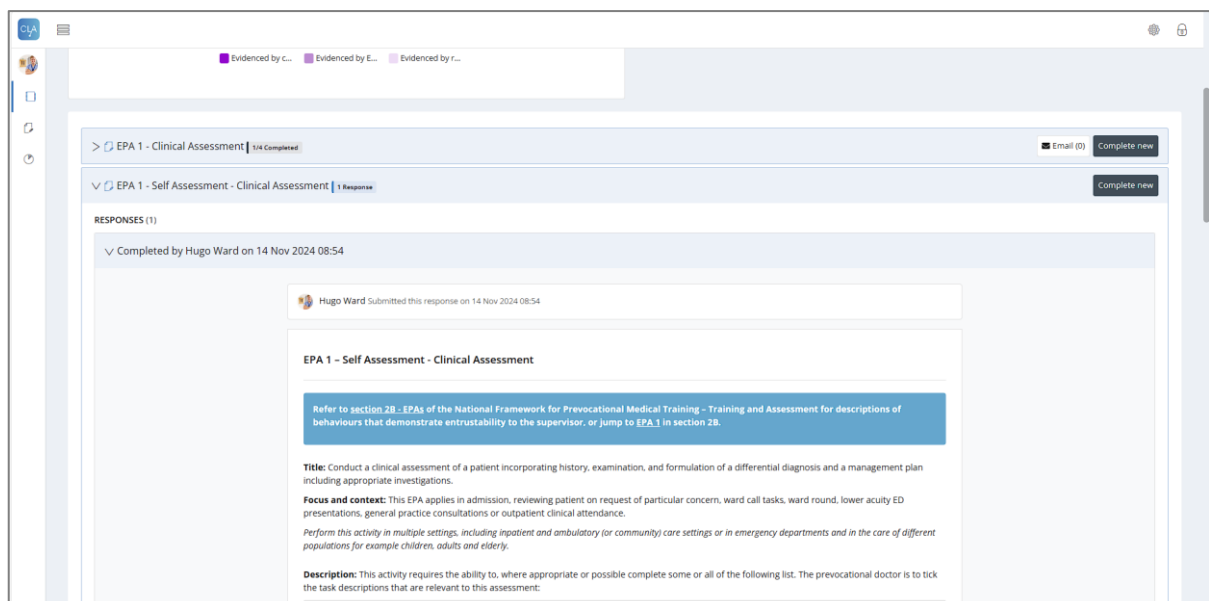 CLA
Evidenced by c... Evidenced by E... Evidenced by r...
EPA 1 - Clinical Assessment 1/4 Completed Email (0) Complete new
EPA 1 - Self Assessment - Clinical Assessment 1 Response Complete new
RESPONSES (1)
Completed by Hugo Ward on 14 Nov 2024 08:54
Hugo Ward Submitted this response on 14 Nov 2024 08:54
EPA 1 – Self Assessment - Clinical Assessment
Refer to section 2B - EPAs of the National Framework for Prevocational Medical Training – Training and Assessment for descriptions of
behaviours that demonstrate entrustability to the supervisor, or jump to EPA 1 in section 2B.
Title: Conduct a clinical assessment of a patient incorporating history, examination, and formulation of a differential diagnosis and a management plan
including appropriate investigations.
Focus and context: This EPA applies in admission, reviewing patient on request of particular concern, ward call tasks, ward round, lower acuity ED
presentations, general practice consultations or outpatient clinical attendance.
Perform this activity in multiple settings, including inpatient and ambulatory (or community) care settings or in emergency departments and in the care of different
populations for example children, adults and elderly.
Description: This activity requires the ability to, where appropriate or possible complete some or all of the following list. The prevocational doctor is to tick
the task descriptions that are relevant to this assessment: